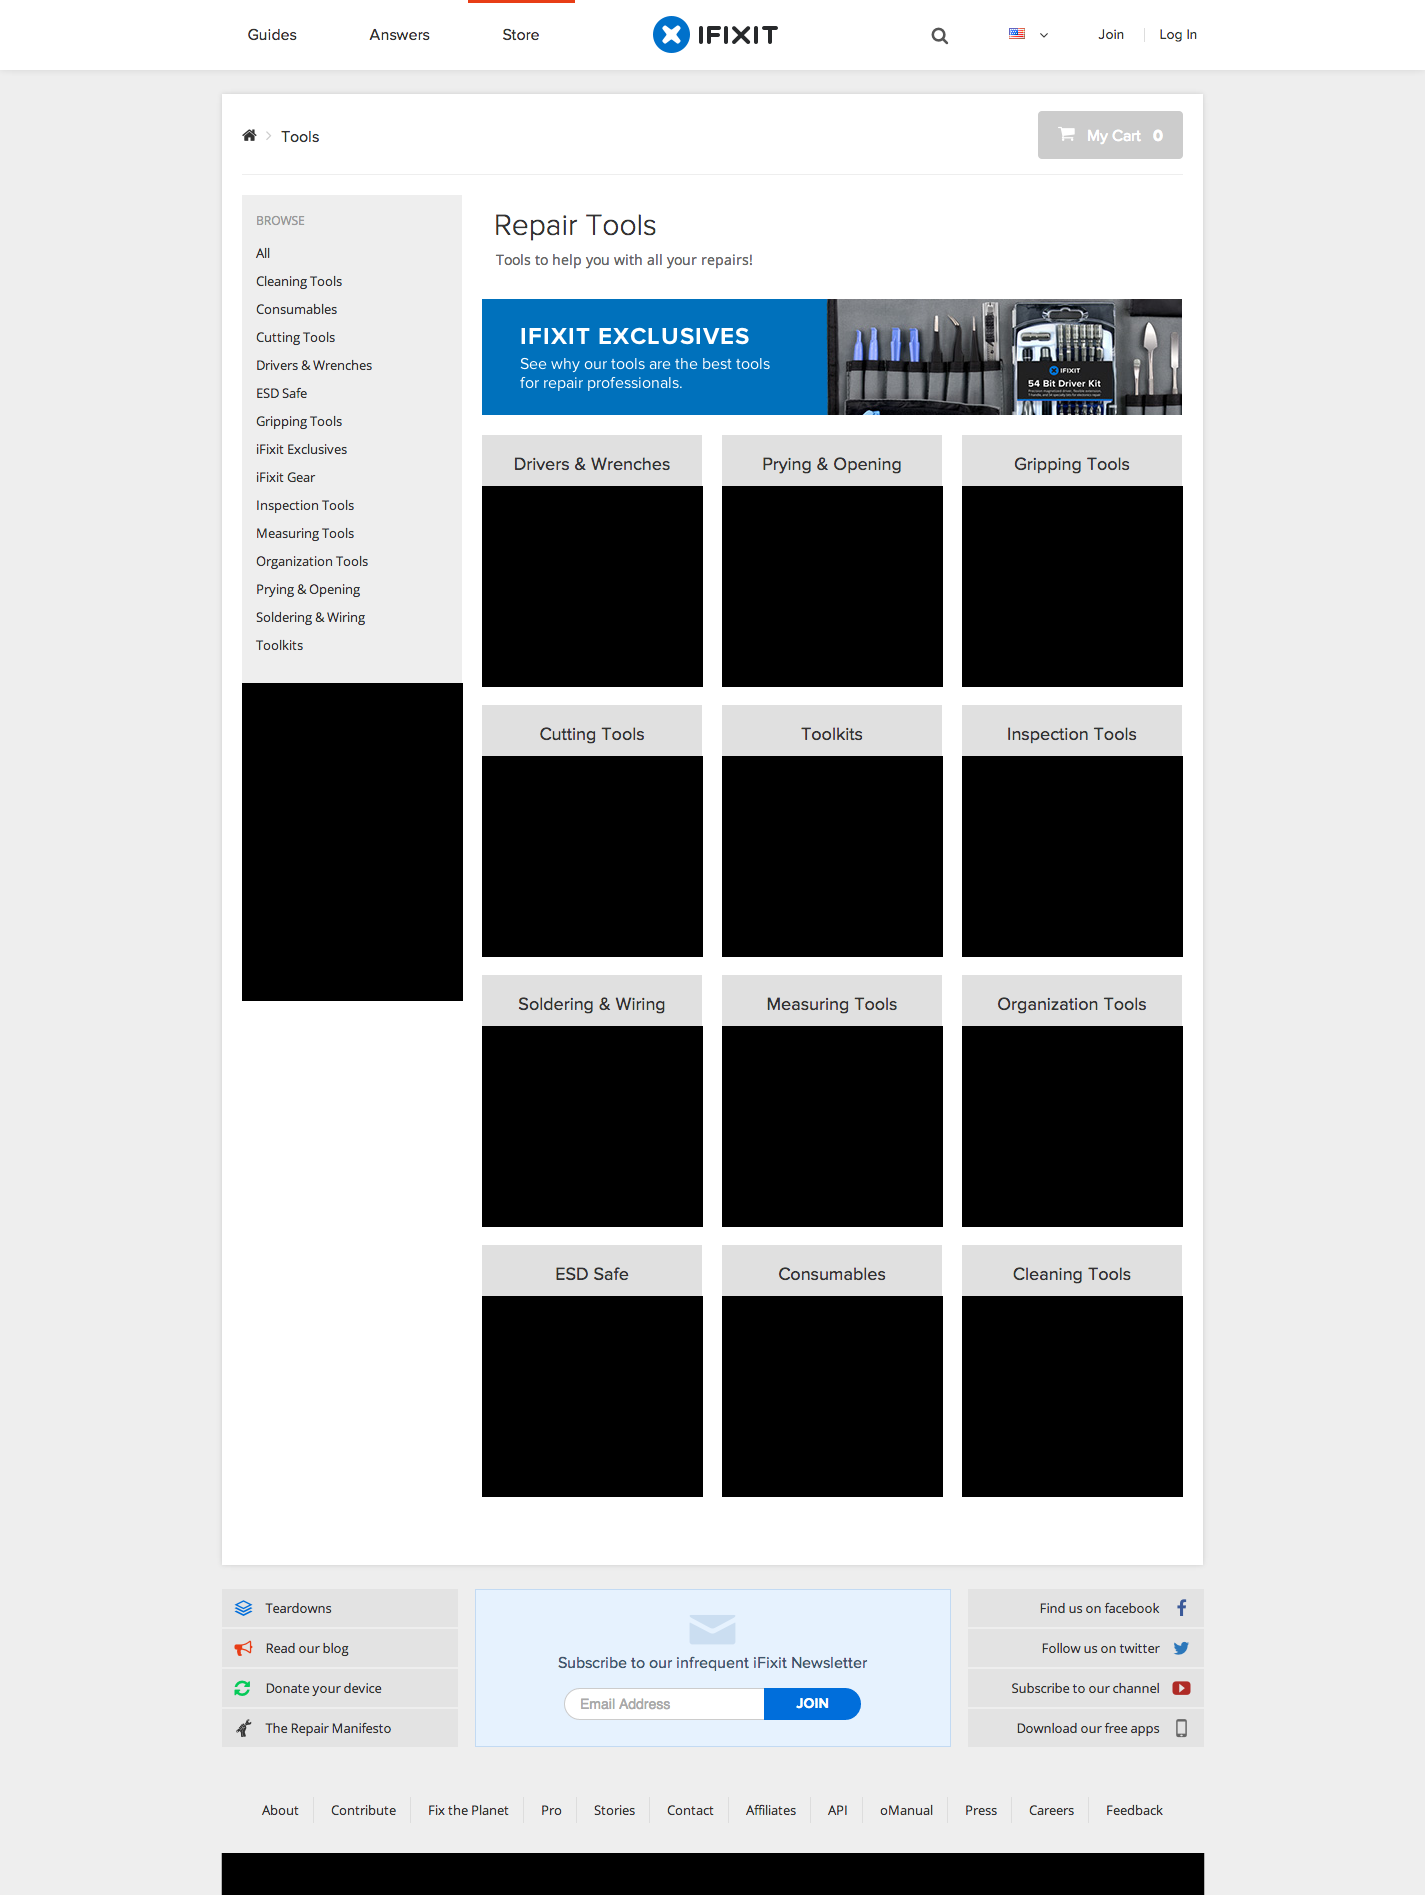 Guides
Answers
Store
IFIXIT
Join
Log In
Tools
My Cart 0
BROWSE
All
Cleaning Tools
Consumables
Cutting Tools
Drivers & Wrenches
ESD Safe
Gripping Tools
iFixit Exclusives
iFixit Gear
Inspection Tools
Measuring Tools
Organization Tools
Prying & Opening
Soldering & Wiring
Toolkits
Repair Tools
Tools to help you with all your repairs!
IFIXIT EXCLUSIVES
See why our tools are the best tools
for repair professionals.
IFIXIT
54 Bit Driver Kit
Drivers & Wrenches
Prying & Opening
Gripping Tools
Cutting Tools
Toolkits
Inspection Tools
Soldering & Wiring
Measuring Tools
Organization Tools
ESD Safe
Consumables
Cleaning Tools
Teardowns
Read our blog
Donate your device
The Repair Manifesto
Subscribe to our infrequent iFixit Newsletter
Email Address
JOIN
Find us on facebook
Follow us on twitter
Subscribe to our channel
Download our free apps
About
Contribute
Fix the Planet
Pro
Stories
Contact
Affiliates
API
oManual
Press
Careers
Feedback